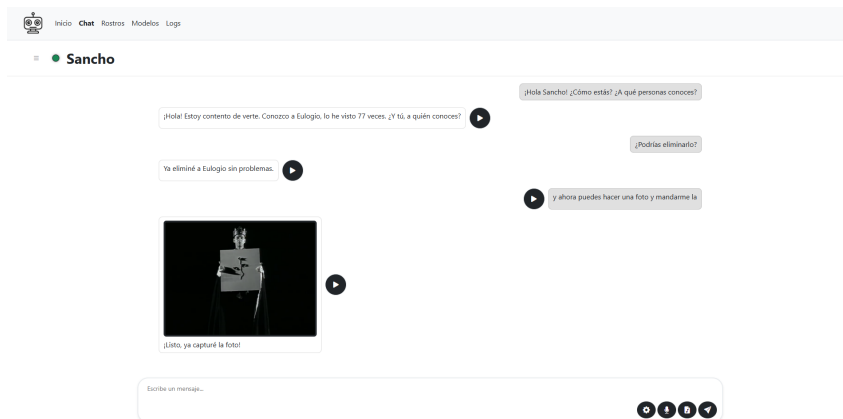 Inicio Chat Rostros Modelos Logs
Sancho
¡Hola Sancho! ¿Cómo estás? ¿A qué personas conoces?
¡Hola! Estoy contento de verte. Conozco a Eulogio, lo he visto 77 veces. ¿Y tú, a quién conoces?
¿Podrías eliminarlo?
Ya eliminé a Eulogio sin problemas.
y ahora puedes hacer una foto y mandarme la
¡Listo, ya capturé la foto!
Escribe un mensaje...